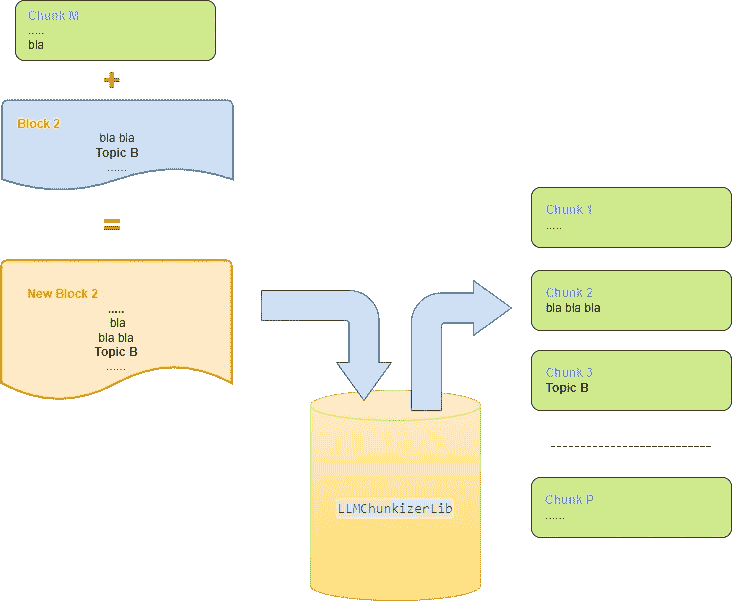 Chunk M
.....
bla
+
Block 2
bla bla
Topic B
......
=
New Block 2
.....
bla
bla bla
Topic B
......
LLMChunkizerLib
Chunk 1
.....
Chunk 2
bla bla bla
Chunk 3
Topic B
Chunk P
......